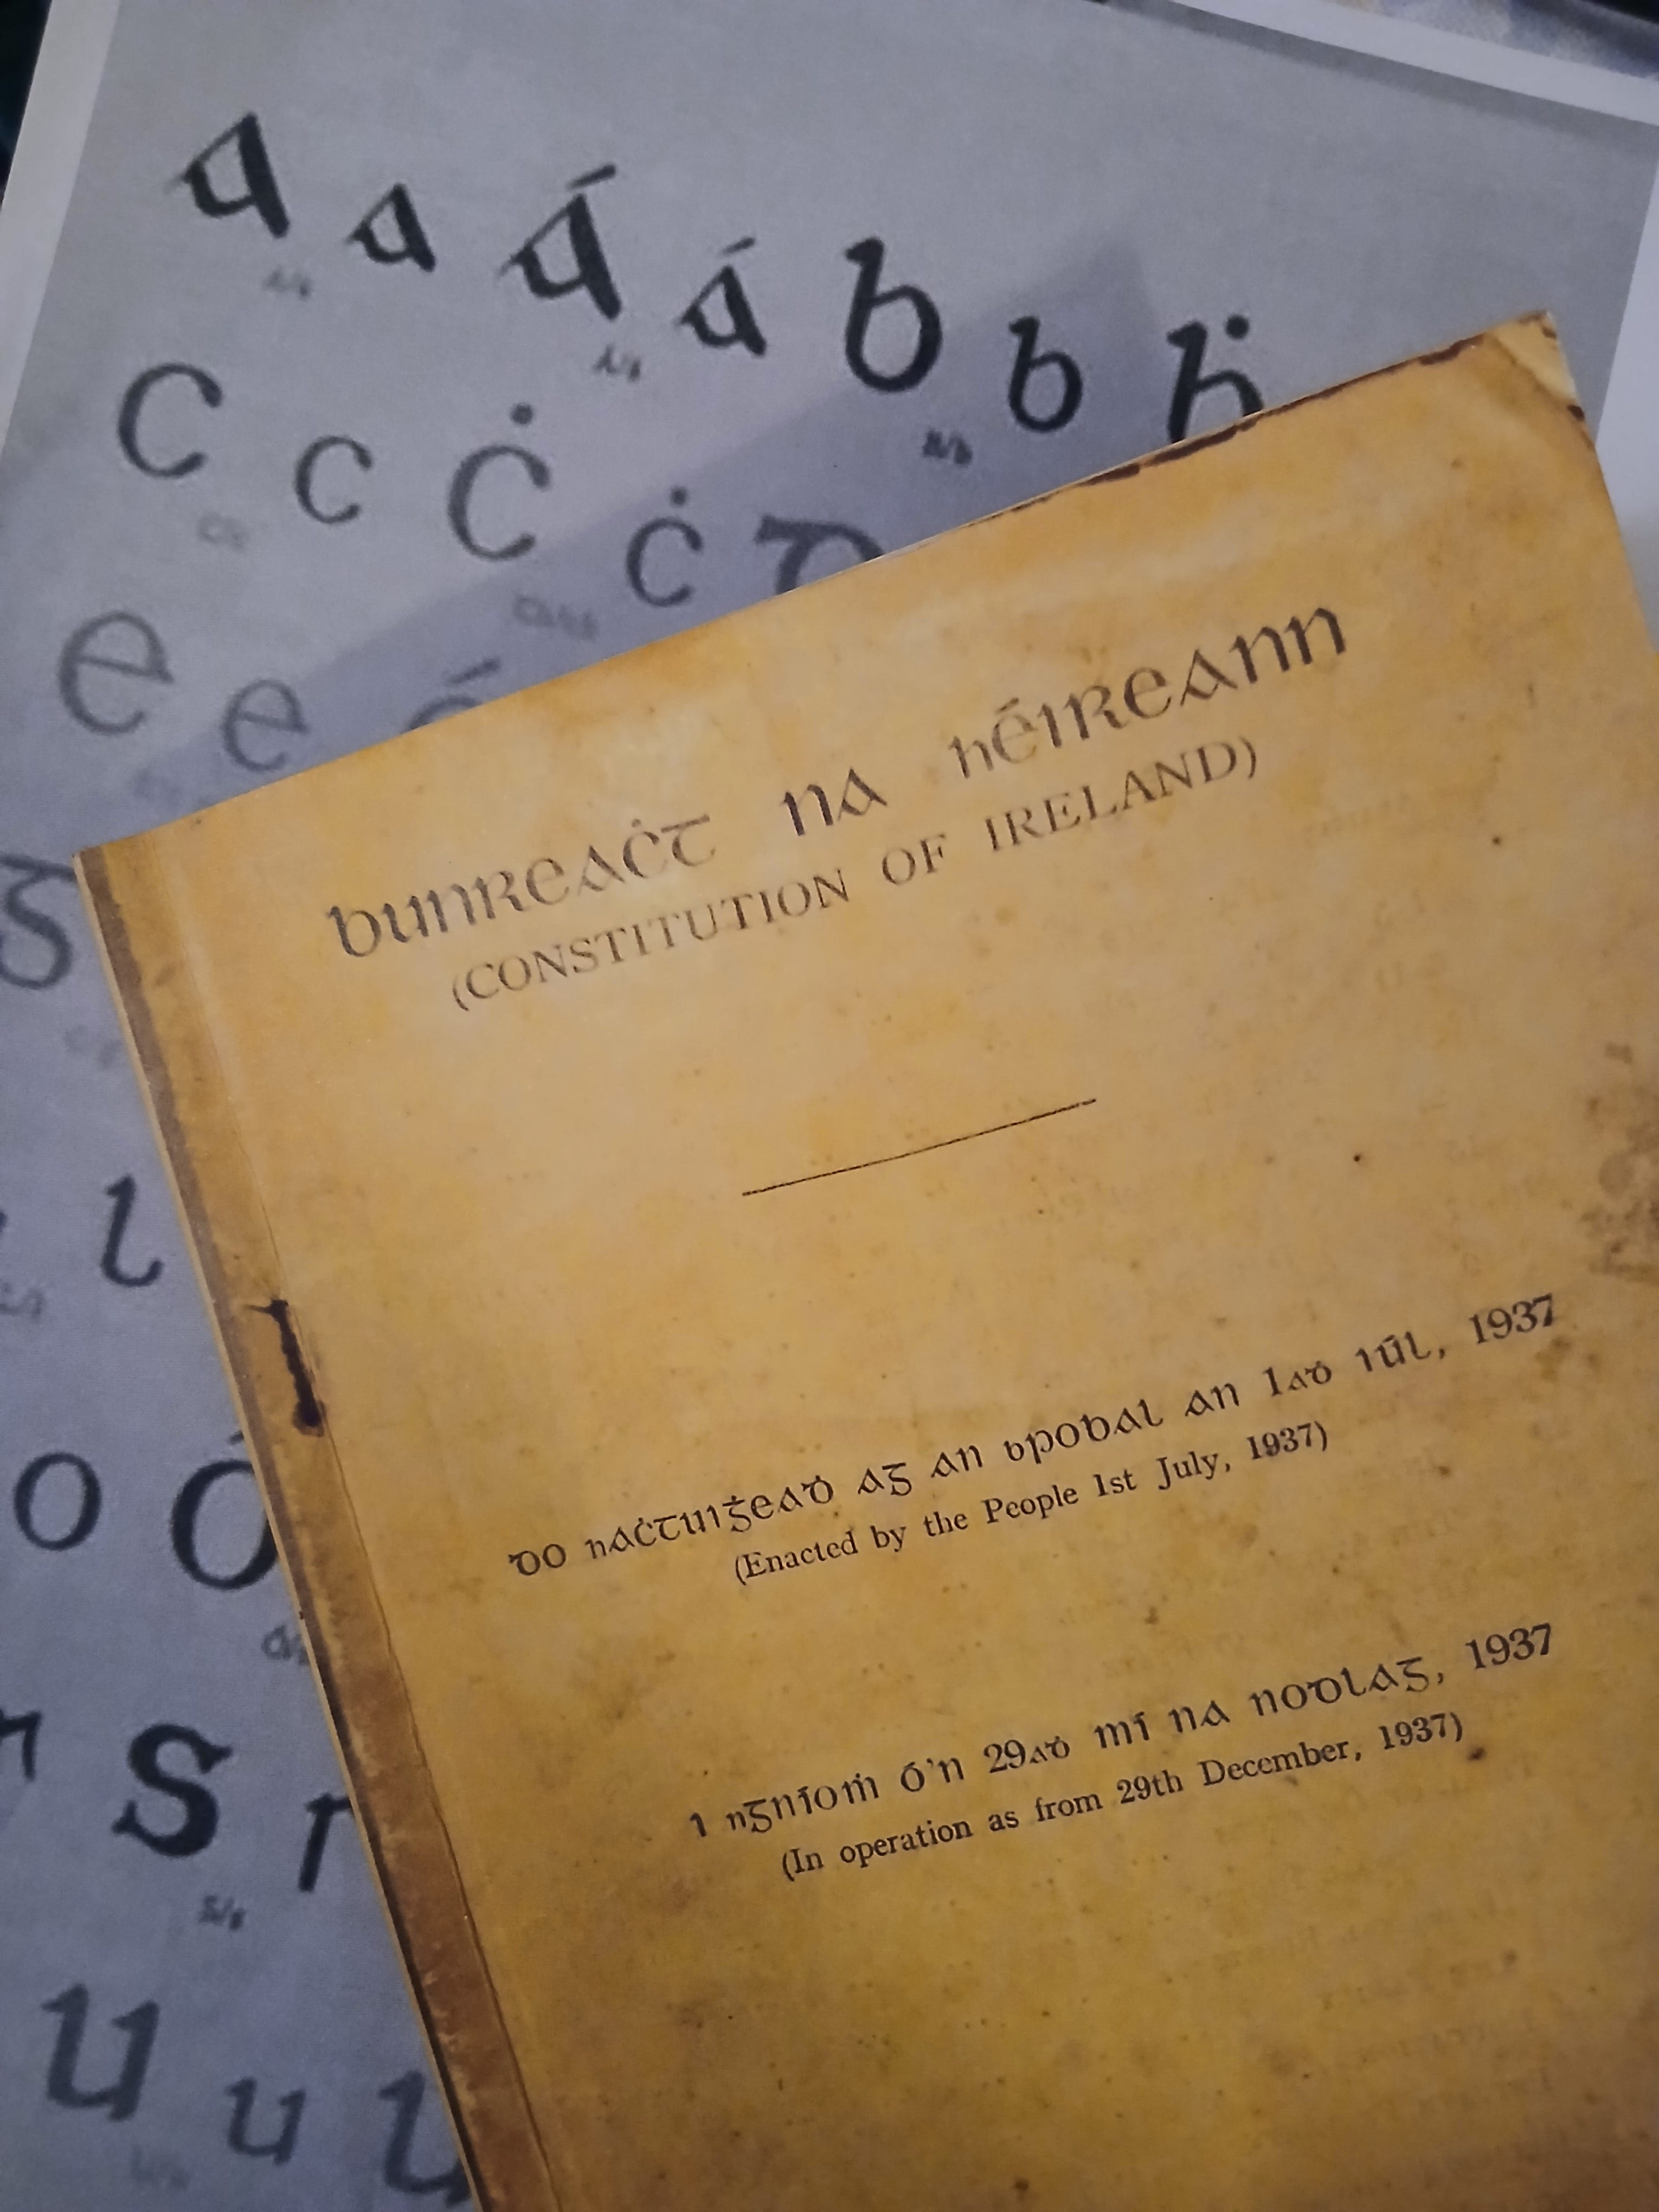 A a Á á b b ḃ
C c Ċ ċ
e e
l
o Ó
S
u u
bunreaċt na hÉireann
(CONSTITUTION OF IRELAND)
do haċtuiġeaḋ ag an bpobal an 1aḋ iúl, 1937
(Enacted by the People 1st July, 1937)
i ngníoṁ ó'n 29aḋ mí na nodlag, 1937
(In operation as from 29th December, 1937)